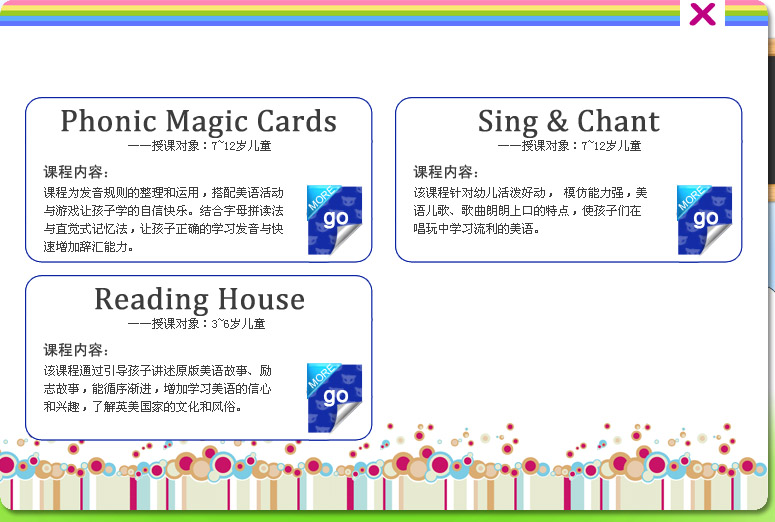 Phonic Magic Cards
——授课对象：7~12岁儿童
课程内容：
课程为发音规则的整理和运用，搭配美语活动
与游戏让孩子学的自信快乐。结合字母拼读法
与直觉式记忆法，让孩子正确的学习发音与快
速增加辞汇能力。
MORE
go
Sing & Chant
——授课对象：7~12岁儿童
课程内容：
该课程针对幼儿活泼好动， 模仿能力强，美
语儿歌、歌曲朗朗上口的特点，使孩子们在
唱玩中学习流利的美语。
MORE
go
Reading House
——授课对象：3~6岁儿童
课程内容：
该课程通过引导孩子讲述原版美语故事、励
志故事，能循序渐进，增加学习美语的信心
和兴趣，了解英美国家的文化和风俗。
MORE
go